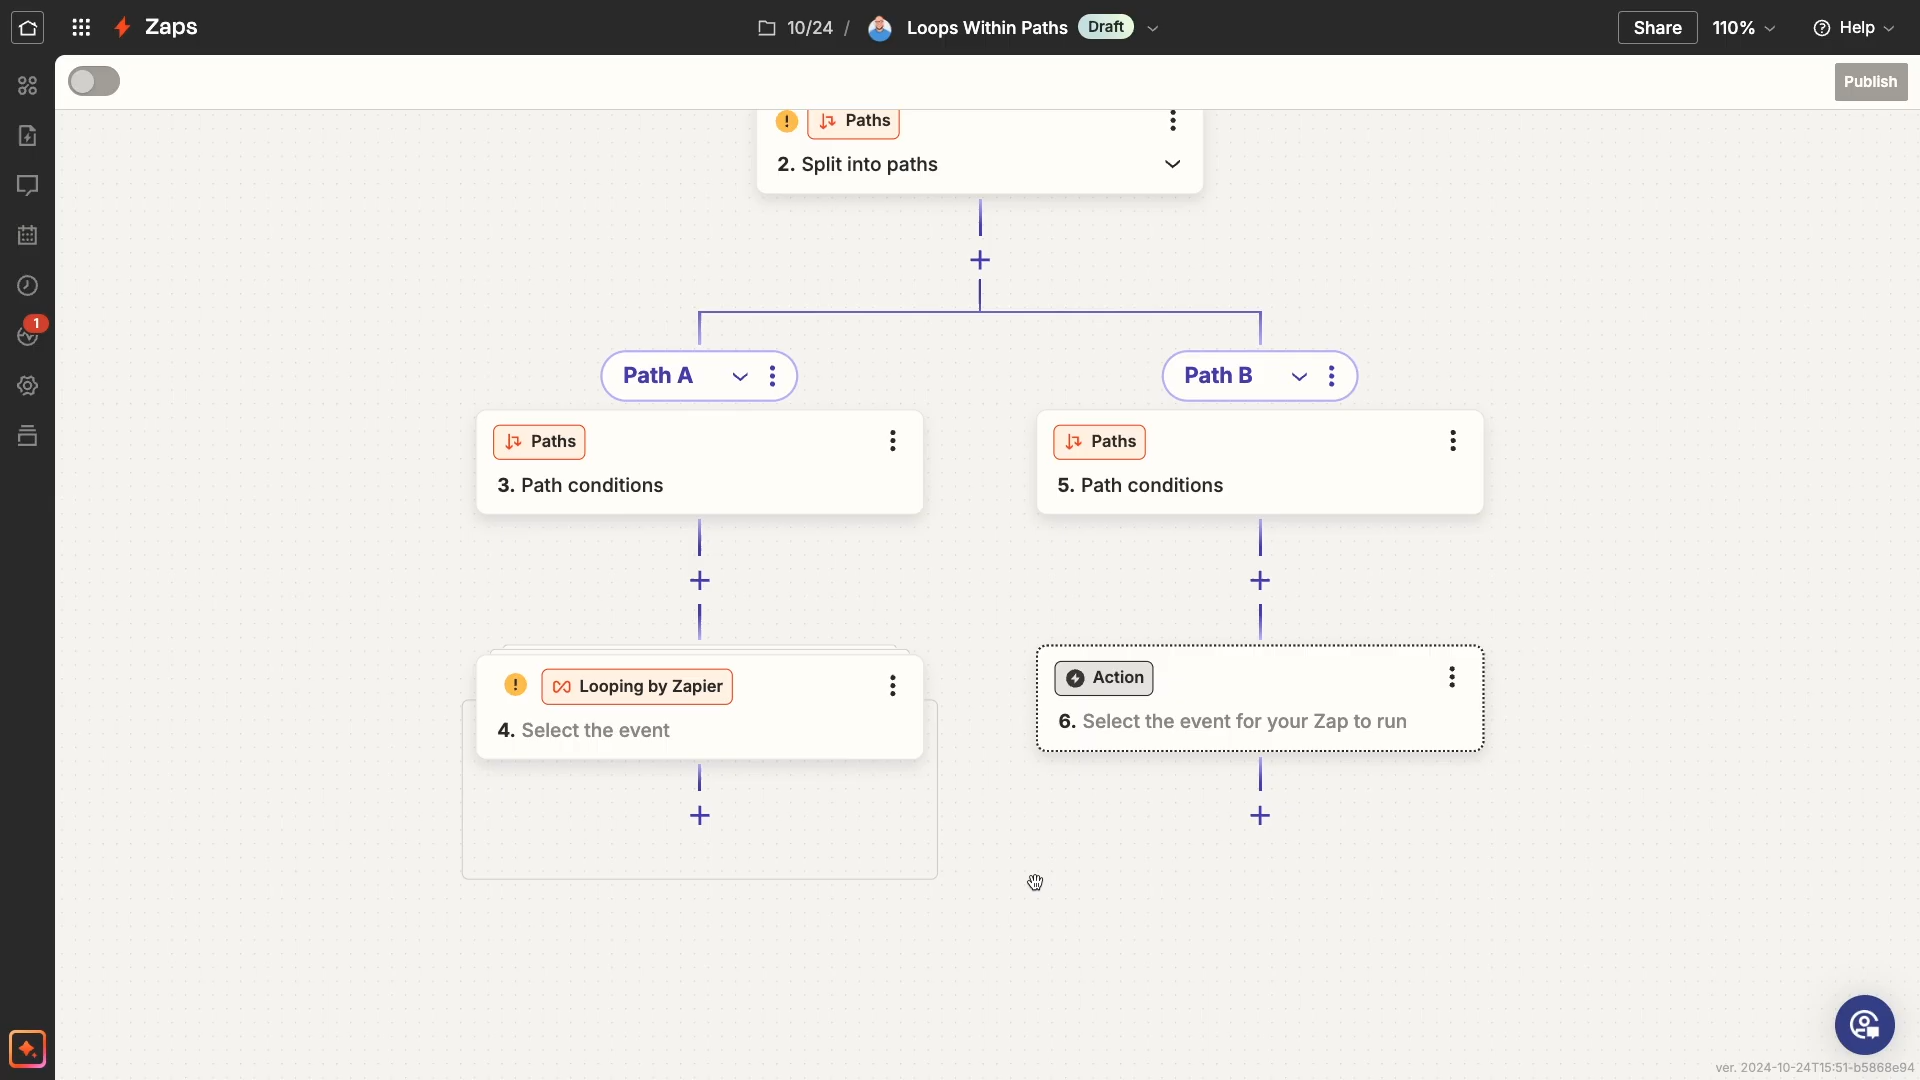 Zaps
10/24 / Loops Within Paths Draft
Share 110% Help
Publish
Paths
2. Split into paths
Path A
Path B
Paths
3. Path conditions
Paths
5. Path conditions
1
Looping by Zapier
4. Select the event
Action
6. Select the event for your Zap to run
ver. 2024-10-24T15:51-b5868e94